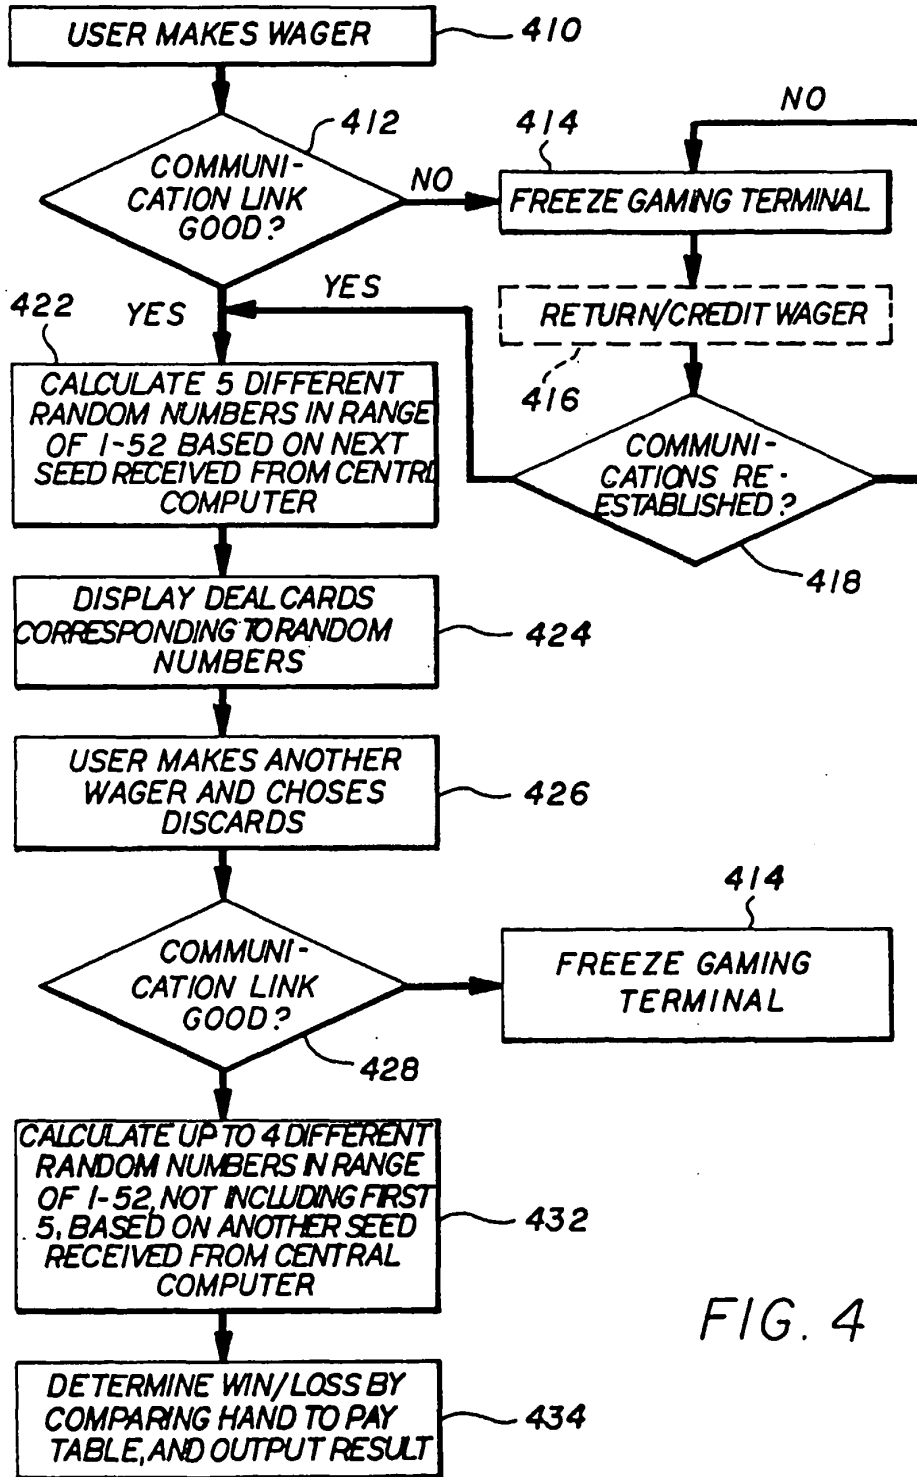 USER MAKES WAGER
410
412
COMMUNI-
CATION LINK
GOOD?
NO
414
FREEZE GAMING TERMINAL
NO
RETURN/CREDIT WAGER
416
COMMUNI-
CATIONS RE-
ESTABLISHED?
418
YES
YES
422
CALCULATE 5 DIFFERENT
RANDOM NUMBERS IN RANGE
OF 1-52 BASED ON NEXT
SEED RECEIVED FROM CENTRL
COMPUTER
DISPLAY DEAL CARDS
CORRESPONDING TO RANDOM
NUMBERS
424
USER MAKES ANOTHER
WAGER AND CHOSES
DISCARDS
426
COMMUNI-
CATION LINK
GOOD?
428
414
FREEZE GAMING
TERMINAL
CALCULATE UP TO 4 DIFFERENT
RANDOM NUMBERS IN RANGE
OF 1-52, NOT INCLUDING FIRST
5, BASED ON ANOTHER SEED
RECEIVED FROM CENTRAL
COMPUTER
432
DETERMINE WIN/LOSS BY
COMPARING HAND TO PAY
TABLE, AND OUTPUT RESULT
434
FIG. 4